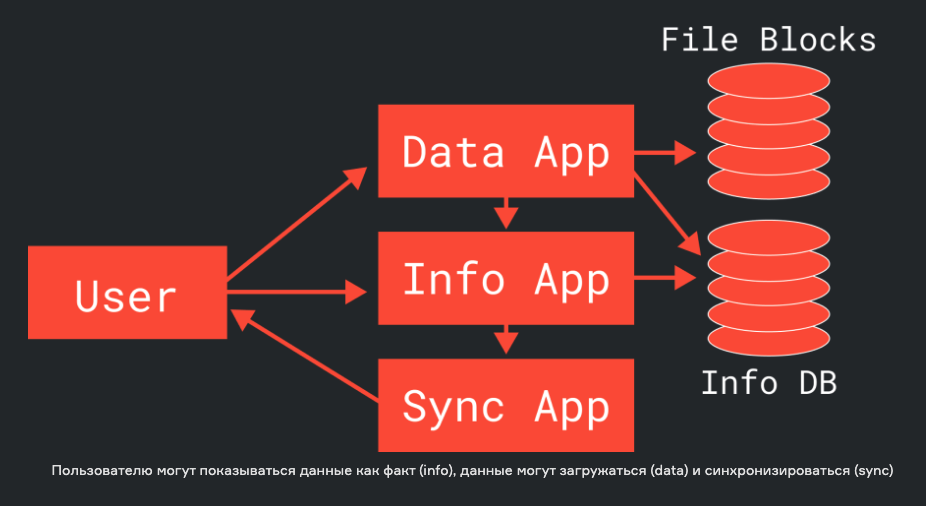 File Blocks
Data App
Info App
User
Info DB
Sync App
Пользователю могут показываться данные как факт (info), данные могут загружаться (data) и синхронизироваться (sync)